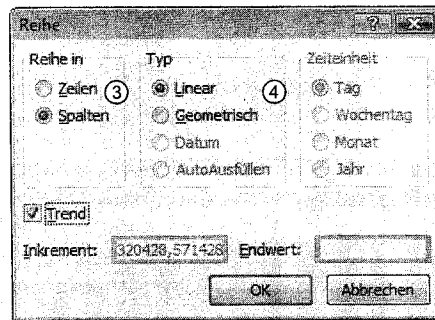 Reihe
Reihe in Typ Zeiteinheit
Zeilen ③ Linear ④ Tag
Spalten Geometrisch Wochentag
Datum Monat
AutoAusfüllen Jahr
Trend
Inkrement: 320428,571428 Endwert:
OK Abbrechen